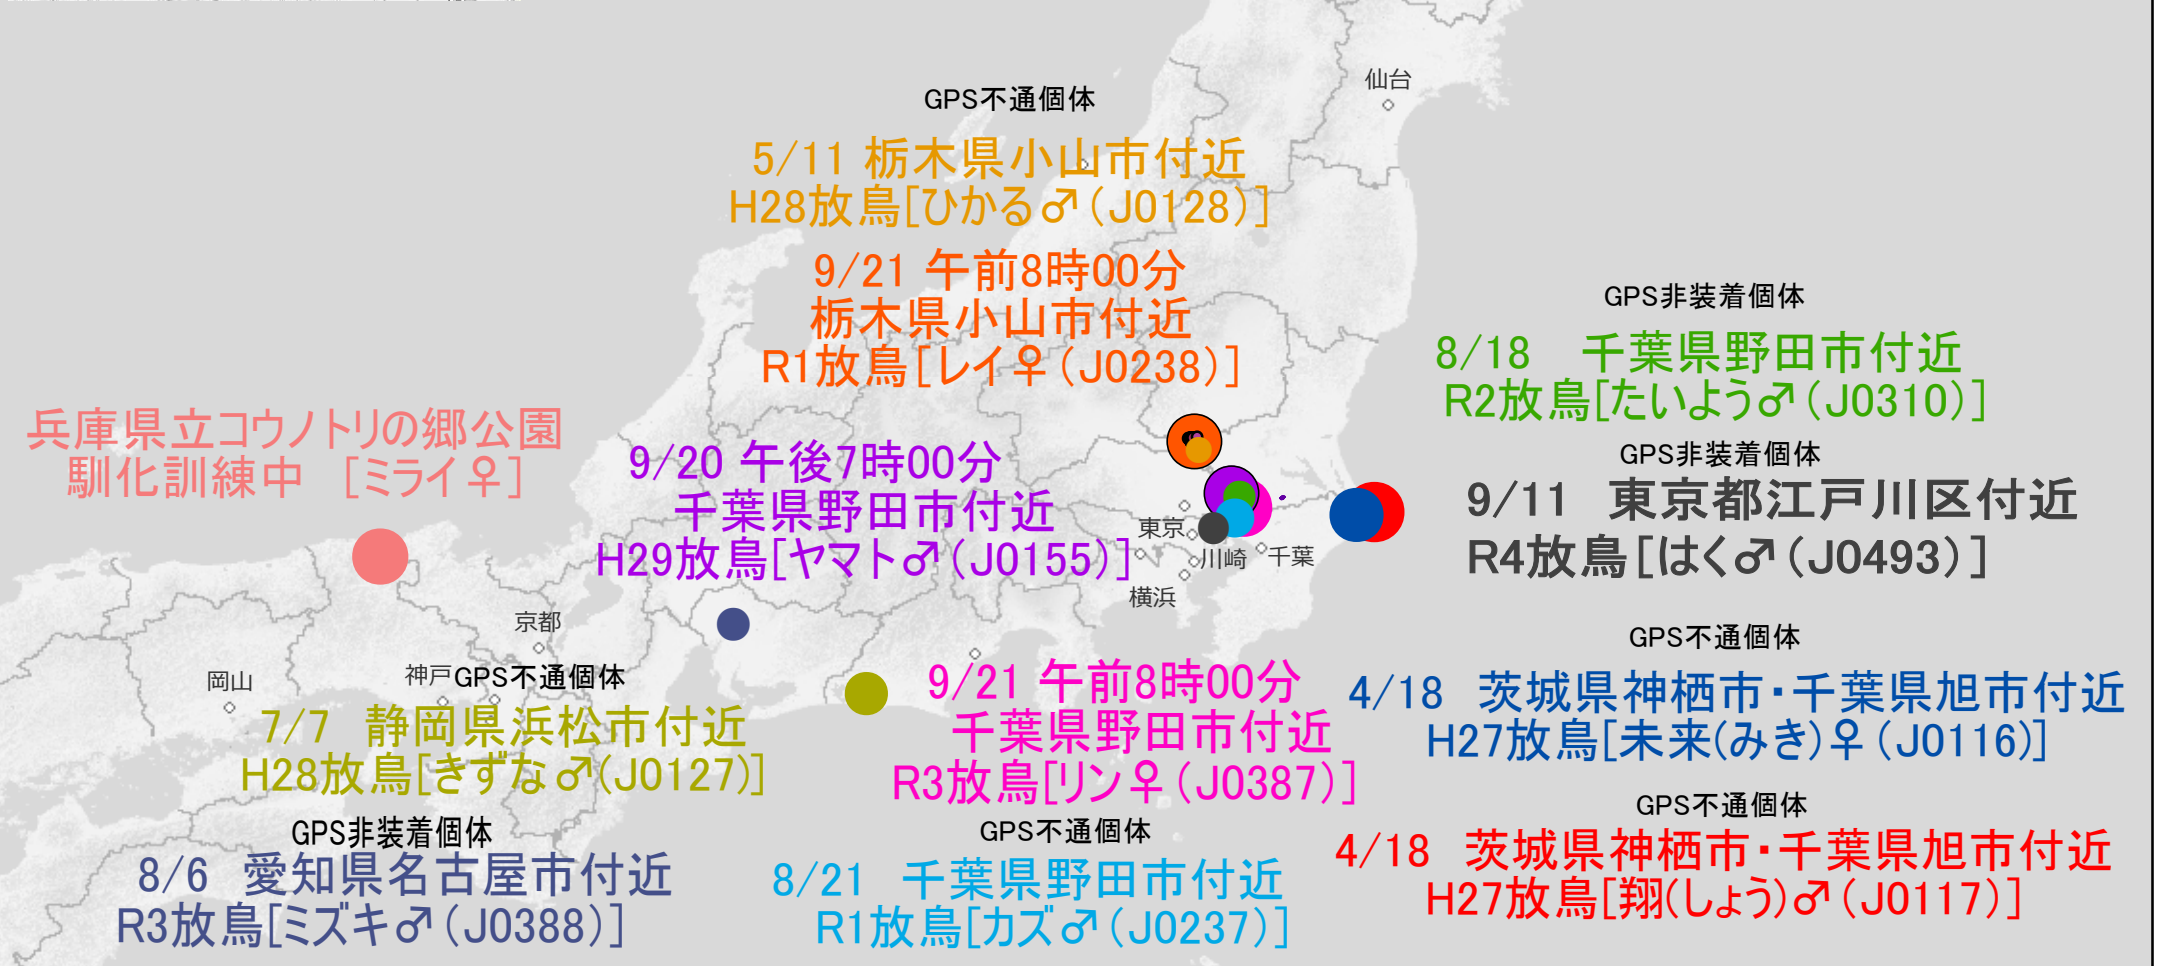 仙台
GPS不通個体
5/11 栃木県小山市付近
H28放鳥[ひかる♂(J0128)]
9/21 午前8時00分
栃木県小山市付近
R1放鳥[レイ♀(J0238)]
GPS非装着個体
8/18 千葉県野田市付近
R2放鳥[たいよう♂(J0310)]
兵庫県立コウノトリの郷公園
馴化訓練中 [ミライ♀]
9/20 午後7時00分
千葉県野田市付近
H29放鳥[ヤマト♂(J0155)]
GPS非装着個体
9/11 東京都江戸川区付近
R4放鳥[はく♂(J0493)]
東京
川崎
千葉
横浜
京都
神戸
岡山
GPS不通個体
7/7 静岡県浜松市付近
H28放鳥[きずな♂(J0127)]
9/21 午前8時00分
千葉県野田市付近
R3放鳥[リン♀(J0387)]
GPS不通個体
4/18 茨城県神栖市・千葉県旭市付近
H27放鳥[未来(みき)♀(J0116)]
GPS非装着個体
8/6 愛知県名古屋市付近
R3放鳥[ミズキ♂(J0388)]
GPS不通個体
8/21 千葉県野田市付近
R1放鳥[カズ♂(J0237)]
GPS不通個体
4/18 茨城県神栖市・千葉県旭市付近
H27放鳥[翔(しょう)♂(J0117)]